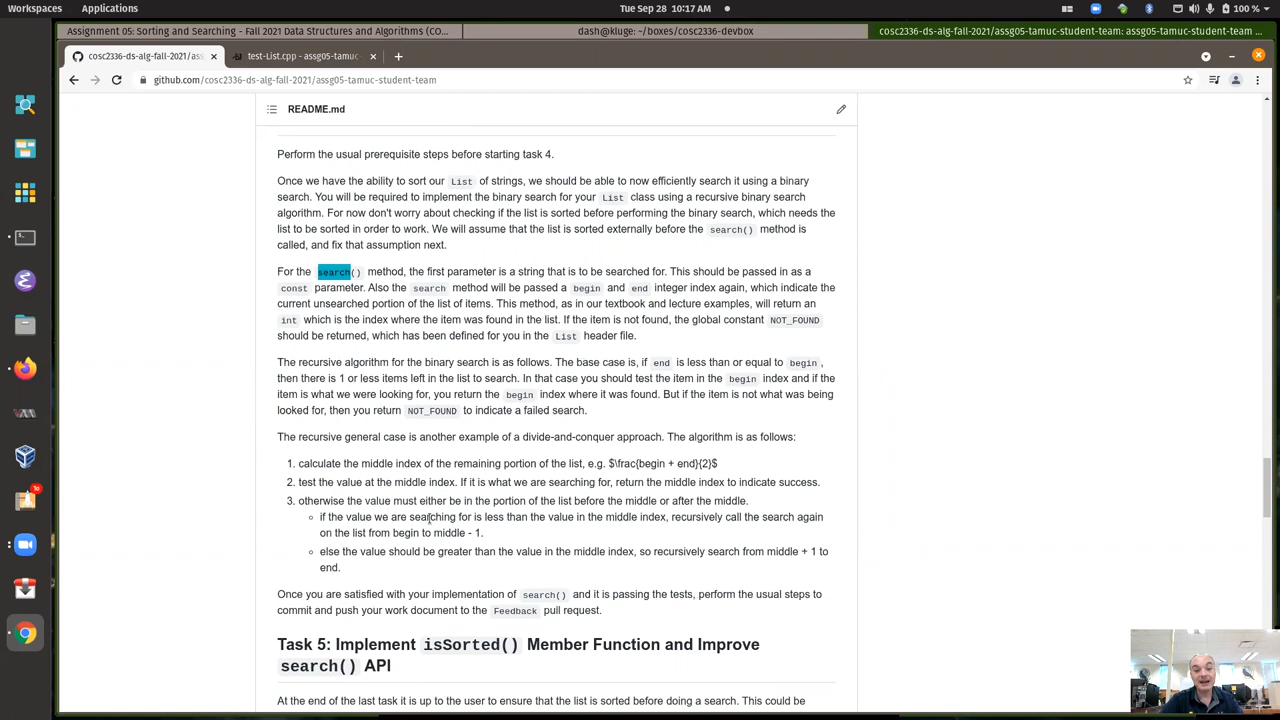 Workspaces Applications Tue Sep 28 10:17 AM 100 %
Assignment 05: Sorting and Searching - Fall 2021 Data Structures and Algorithms (CO... dash@kluge: ~/boxes/cosc2336-devbox cosc2336-ds-alg-fall-2021/assg05-tamuc-student-team: assg05-tamuc-student-team ...
cosc2336-ds-alg-fall-2021/ass test-List.cpp - assg05-tamuc-
github.com/cosc2336-ds-alg-fall-2021/assg05-tamuc-student-team
README.md
Perform the usual prerequisite steps before starting task 4.
Once we have the ability to sort our List of strings, we should be able to now efficiently search it using a binary
search. You will be required to implement the binary search for your List class using a recursive binary search
algorithm. For now don't worry about checking if the list is sorted before performing the binary search, which needs the
list to be sorted in order to work. We will assume that the list is sorted externally before the search() method is
called, and fix that assumption next.
For the search() method, the first parameter is a string that is to be searched for. This should be passed in as a
const parameter. Also the search method will be passed a begin and end integer index again, which indicate the
current unsearched portion of the list of items. This method, as in our textbook and lecture examples, will return an
int which is the index where the item was found in the list. If the item is not found, the global constant NOT_FOUND
should be returned, which has been defined for you in the List header file.
The recursive algorithm for the binary search is as follows. The base case is, if end is less than or equal to begin ,
then there is 1 or less items left in the list to search. In that case you should test the item in the begin index and if the
item is what we were looking for, you return the begin index where it was found. But if the item is not what was being
looked for, then you return NOT_FOUND to indicate a failed search.
The recursive general case is another example of a divide-and-conquer approach. The algorithm is as follows:
1. calculate the middle index of the remaining portion of the list, e.g. $\frac{begin + end}{2}$
2. test the value at the middle index. If it is what we are searching for, return the middle index to indicate success.
3. otherwise the value must either be in the portion of the list before the middle or after the middle.
if the value we are searching for is less than the value in the middle index, recursively call the search again
on the list from begin to middle - 1.
else the value should be greater than the value in the middle index, so recursively search from middle + 1 to
end.
Once you are satisfied with your implementation of search() and it is passing the tests, perform the usual steps to
commit and push your work document to the Feedback pull request.
Task 5: Implement isSorted() Member Function and Improve
search() API
At the end of the last task it is up to the user to ensure that the list is sorted before doing a search. This could be